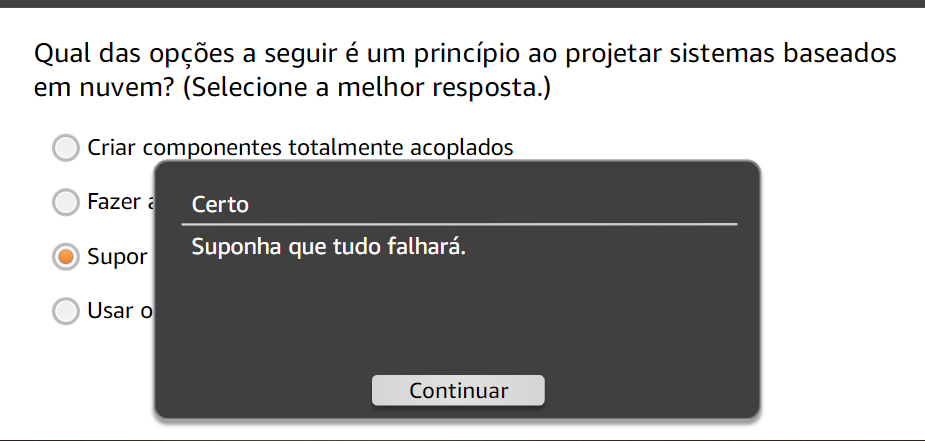 Qual das opções a seguir é um princípio ao projetar sistemas baseados
em nuvem? (Selecione a melhor resposta.)
Criar componentes totalmente acoplados
Fazer
Certo
Suponha que tudo falhará.
Supor
Usar
Continuar